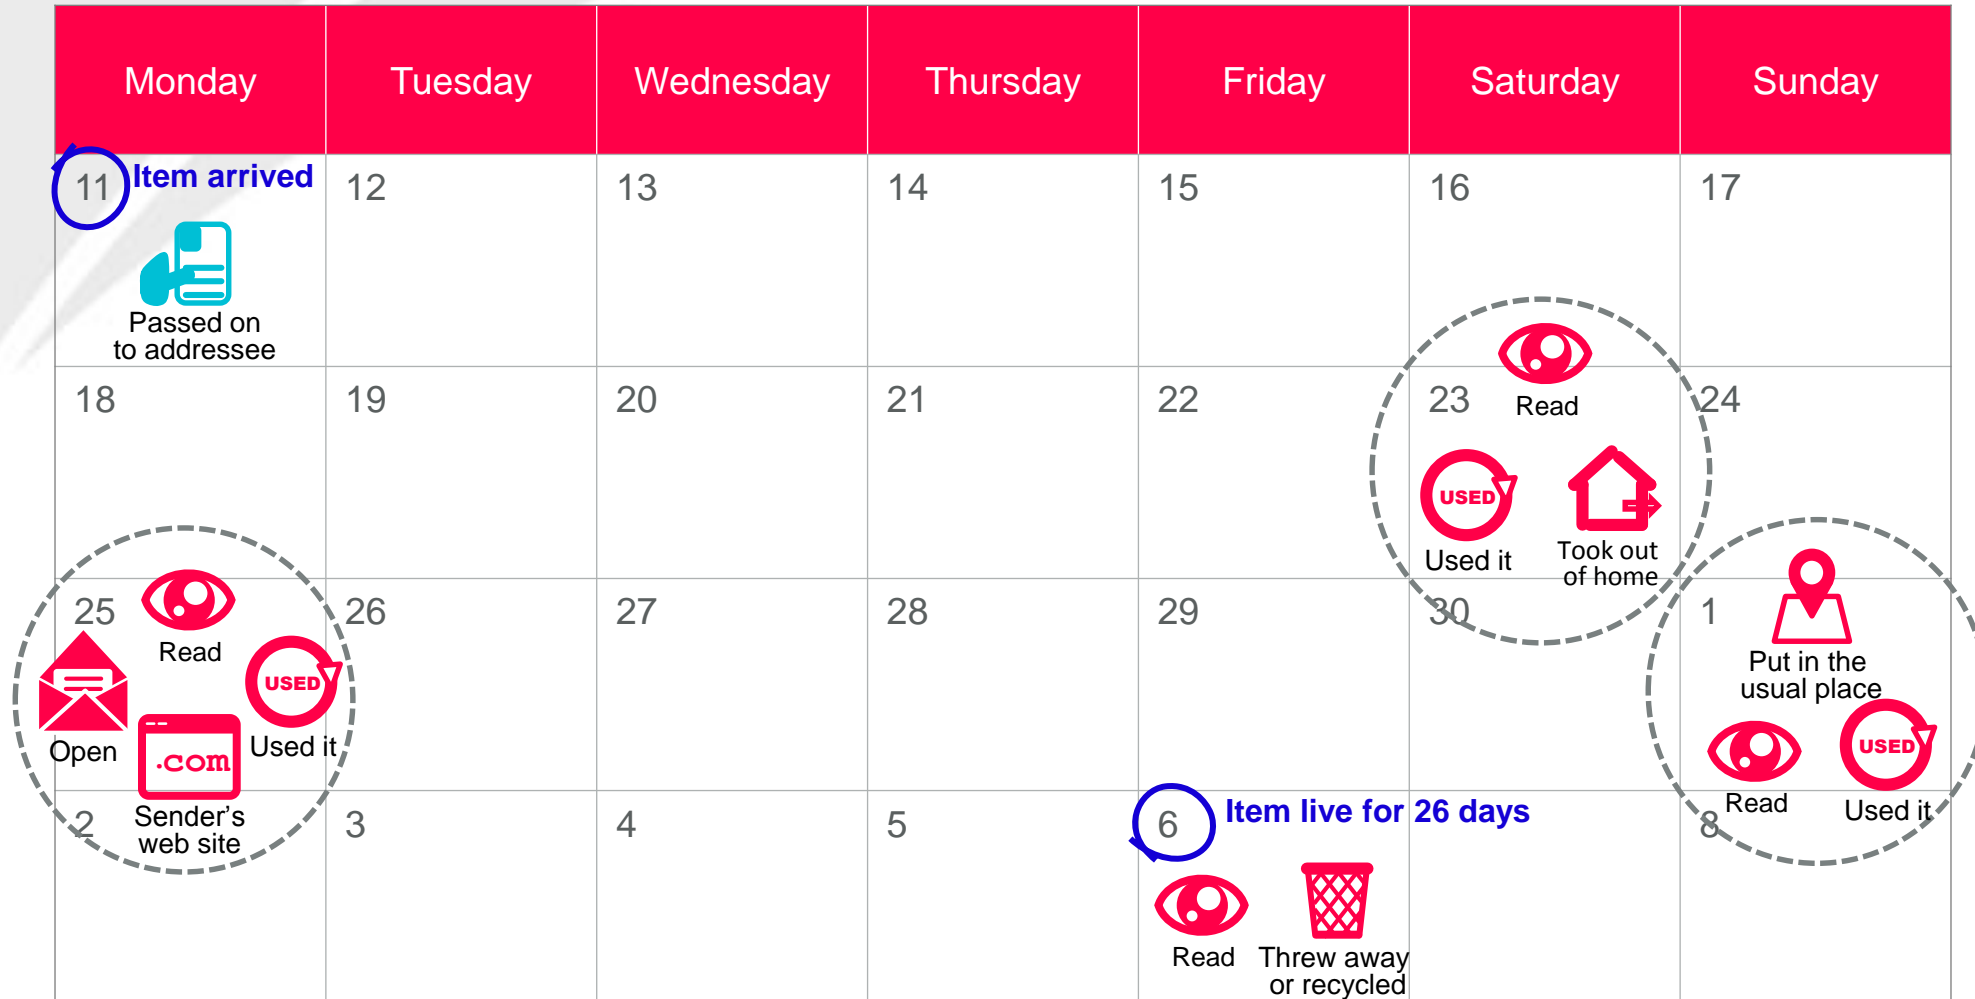 Monday
Tuesday
Wednesday
Thursday
Friday
Saturday
Sunday
11
Item arrived
12
13
14
15
16
17
Passed on
to addressee
18
19
20
21
22
23
Read
24
USED
Used it
Took out
of home
25
Read
Open
USED
Used it
.com
Sender's
web site
26
27
28
29
30
1
Put in the
usual place
Read
USED
Used it
2
3
4
5
6
Item live for 26 days
8
Read
Threw away
or recycled